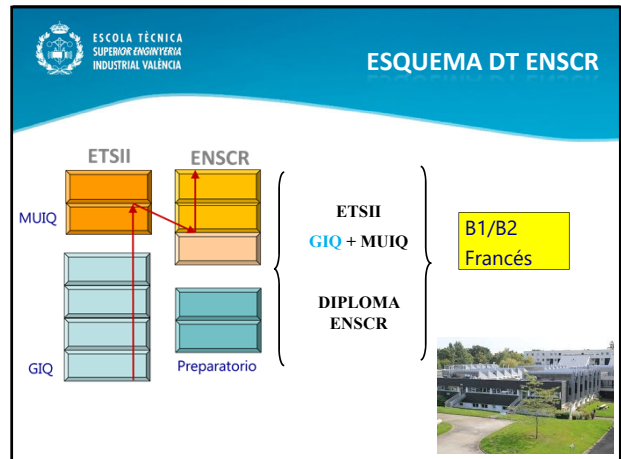 ESCOLA TÈCNICA
SUPERIOR ENGINYERIA
INDUSTRIAL VALÈNCIA
ESQUEMA DT ENSCR
ETSII
ENSCR
MUIQ
GIQ
Preparatorio
ETSII
GIQ + MUIQ
DIPLOMA
ENSCR
B1/B2
Francés